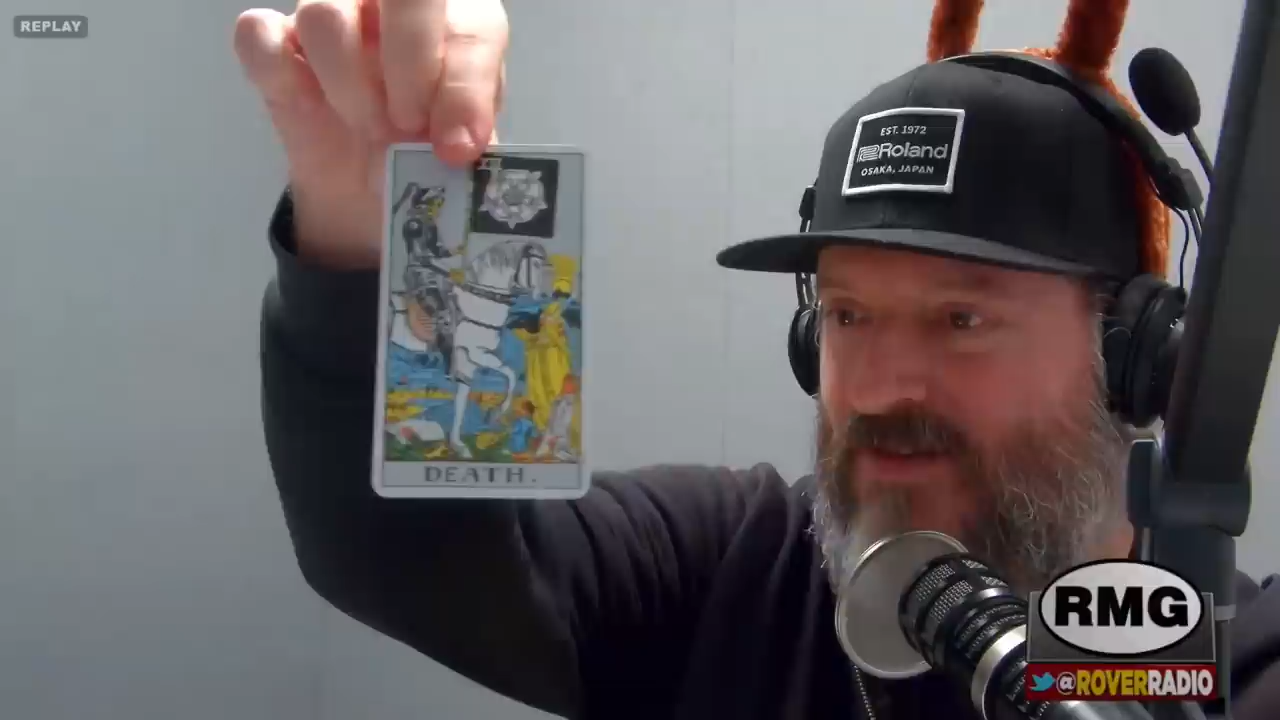 REPLAY
EST. 1972
Roland
OSAKA, JAPAN
DEATH.
RMG
@ROVERRADIO